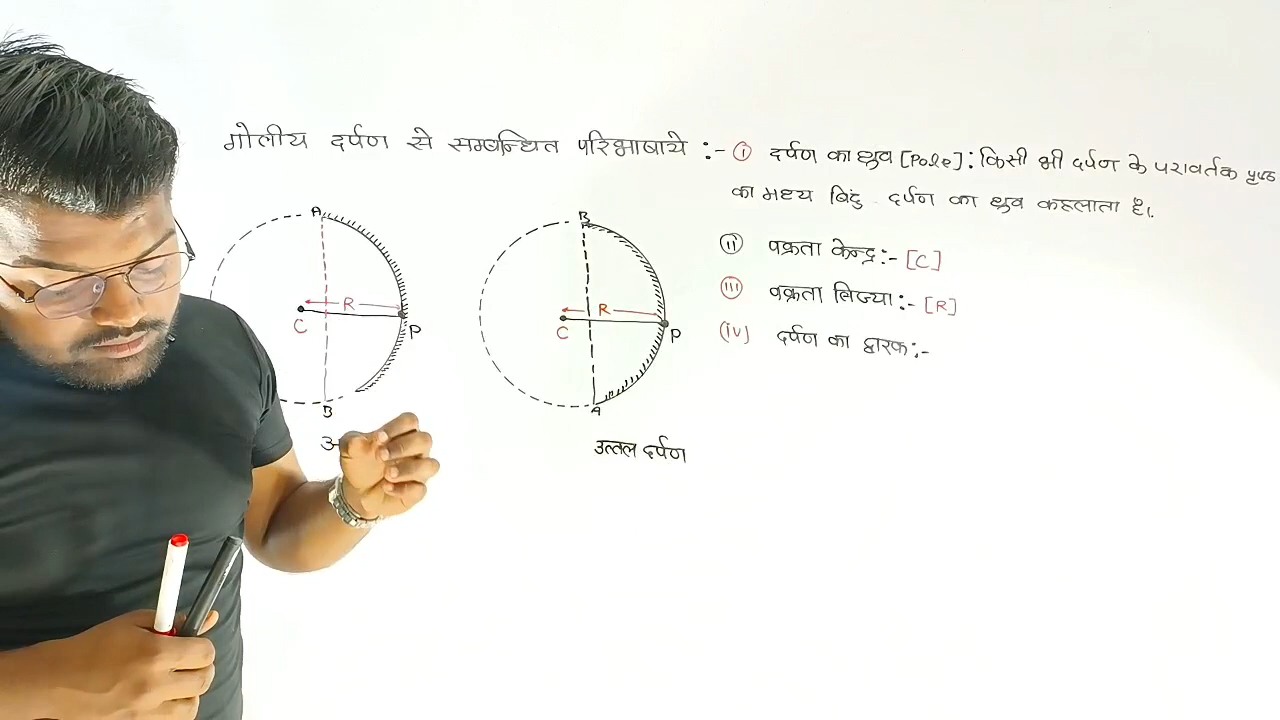 गोलीय दर्पण से सम्बन्धित परिभाषाये :-
(i) दर्पण का ध्रुव [Pole] : किसी भी दर्पण के परावर्तक पृष्ठ
का मध्य बिंदु दर्पण का ध्रुव कहलाता है।
(ii) वक्रता केन्द्र :- [C]
(iii) वक्रता त्रिज्या :- [R]
(iv) दर्पण का द्वारक :-
A
R
C
P
B
B
R
C
P
A
उत्तल दर्पण